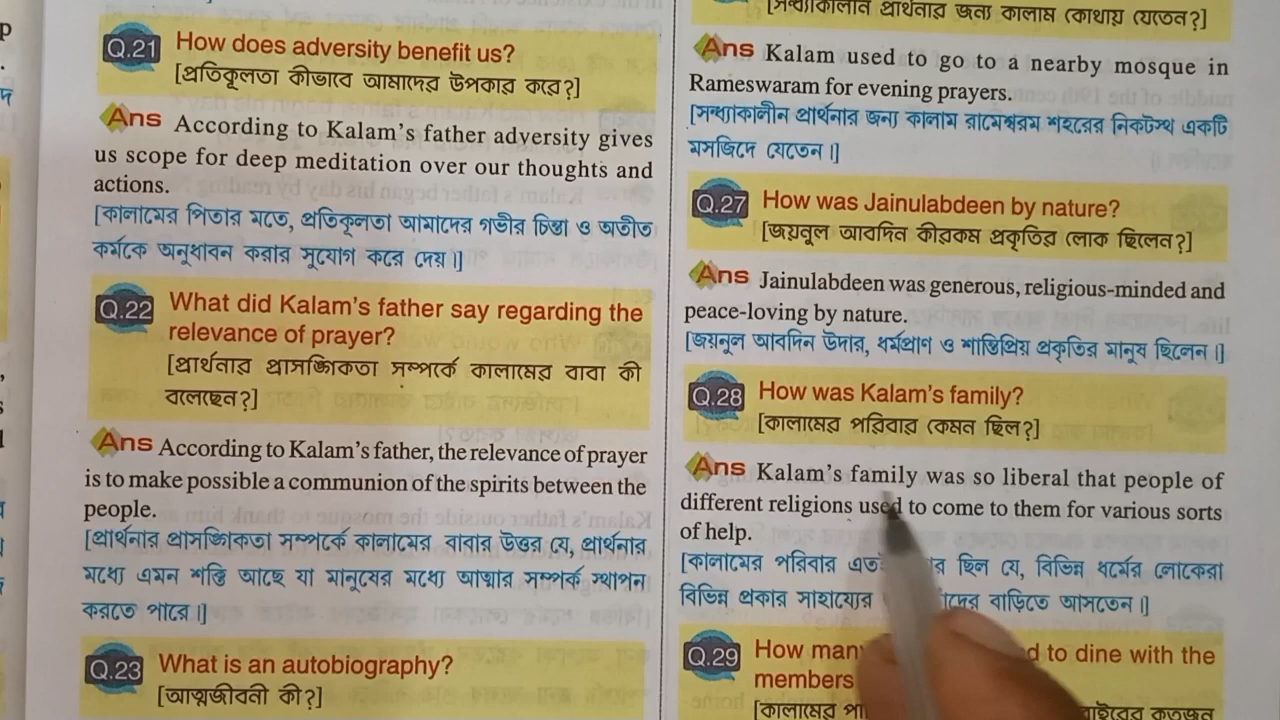 Q.21 How does adversity benefit us?
[প্রতিকূলতা কীভাবে আমাদের উপকার করে?]
Ans According to Kalam's father adversity gives
us scope for deep meditation over our thoughts and
actions.
[কালামের পিতার মতে, প্রতিকূলতা আমাদের গভীর চিন্তা ও অতীত
কর্মকে অনুধাবন করার সুযোগ করে দেয়।]
Q.22 What did Kalam's father say regarding the
relevance of prayer?
[প্রার্থনার প্রাসঙ্গিকতা সম্পর্কে কালামের বাবা কী
বলেছেন?]
Ans According to Kalam's father, the relevance of prayer
is to make possible a communion of the spirits between the
people.
[প্রার্থনার প্রাসঙ্গিকতা সম্পর্কে কালামের বাবার উত্তর যে, প্রার্থনার
মধ্যে এমন শক্তি আছে যা মানুষের মধ্যে আত্মার সম্পর্ক স্থাপন
করতে পারে।]
Q.23 What is an autobiography?
[আত্মজীবনী কী?]
[সন্ধ্যাকালীন প্রার্থনার জন্য কালাম কোথায় যেতেন?]
Ans Kalam used to go to a nearby mosque in
Rameswaram for evening prayers.
[সন্ধ্যাকালীন প্রার্থনার জন্য কালাম রামেশ্বরম শহরের নিকটস্থ একটি
মসজিদে যেতেন।]
Q.27 How was Jainulabdeen by nature?
[জয়নুল আবদিন কীরকম প্রকৃতির লোক ছিলেন?]
Ans Jainulabdeen was generous, religious-minded and
peace-loving by nature.
[জয়নুল আবদিন উদার, ধর্মপ্রাণ ও শান্তিপ্রিয় প্রকৃতির মানুষ ছিলেন।]
Q.28 How was Kalam's family?
[কালামের পরিবার কেমন ছিল?]
Ans Kalam's family was so liberal that people of
different religions used to come to them for various sorts
of help.
[কালামের পরিবার ছিল যে, বিভিন্ন ধর্মের লোকেরা
বিভিন্ন প্রকার সাহায্যের বাড়িতে আসতেন।]
Q.29 How many to dine with the
members
[কালামের